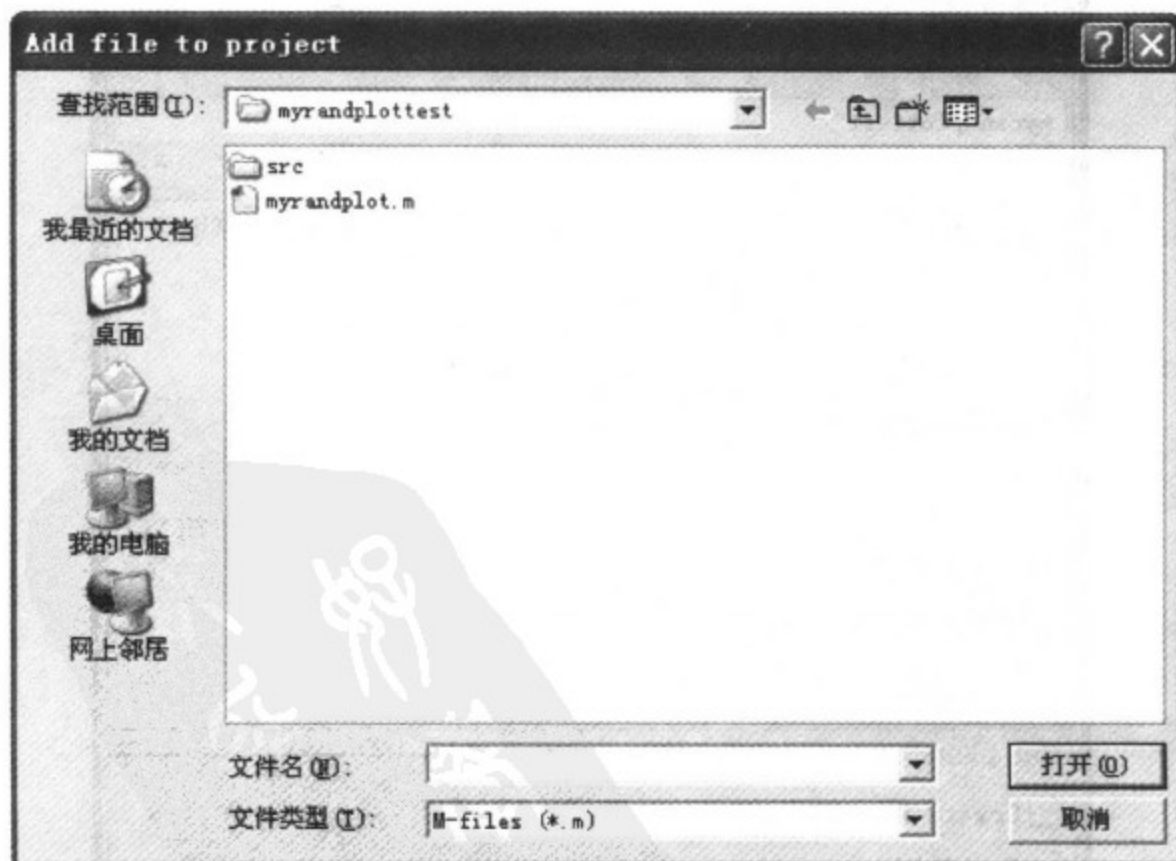 Add file to project
查找范围(I): myrandplottest
src
myrandplot.m
我最近的文档
桌面
我的文档
我的电脑
网上邻居
文件名(N): 打开(O)
文件类型(T): M-files (*.m) 取消